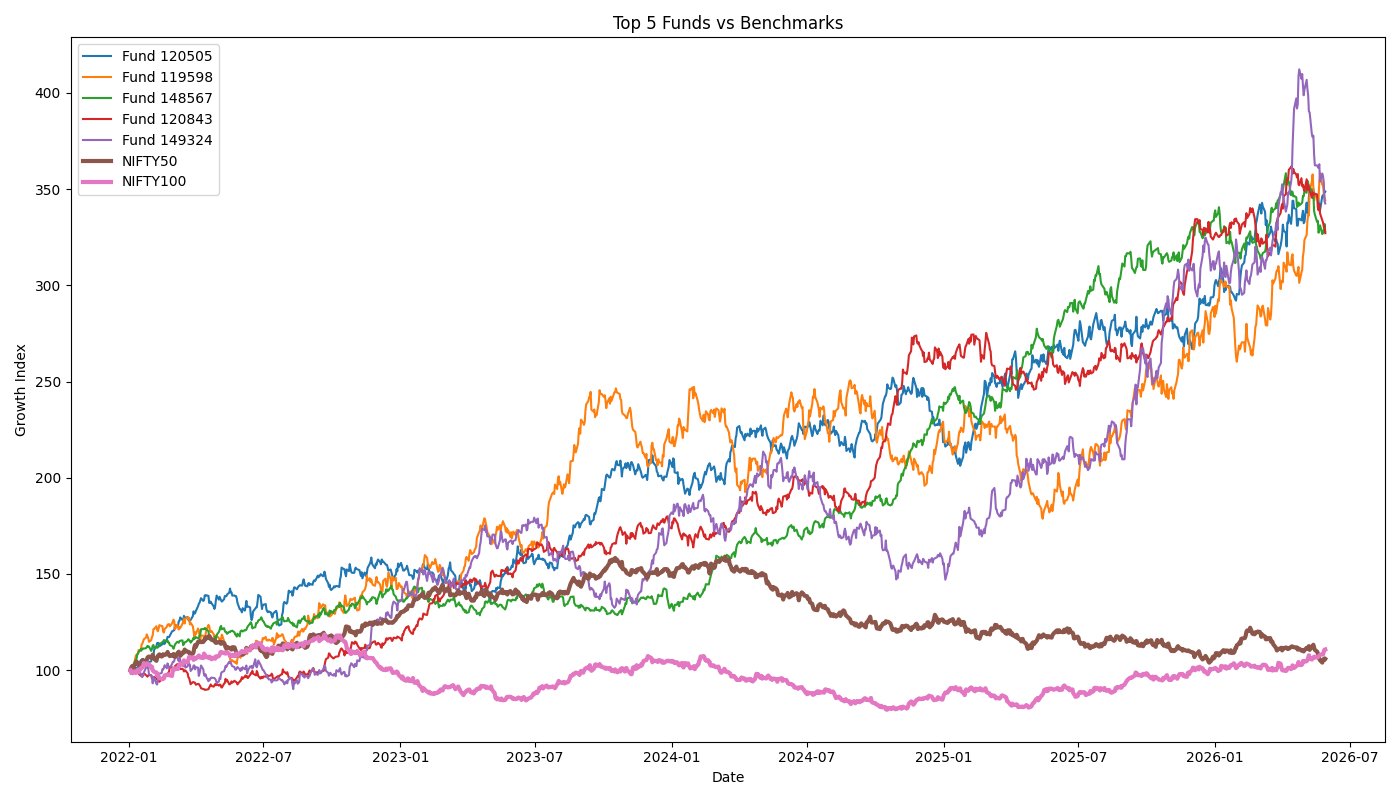 Top 5 Funds vs Benchmarks
Fund 120505
Fund 119598
Fund 148567
Fund 120843
Fund 149324
NIFTY50
NIFTY100
Growth Index
400
350
300
250
200
150
100
2022-01 2022-07 2023-01 2023-07 2024-01 2024-07 2025-01 2025-07 2026-01 2026-07
Date